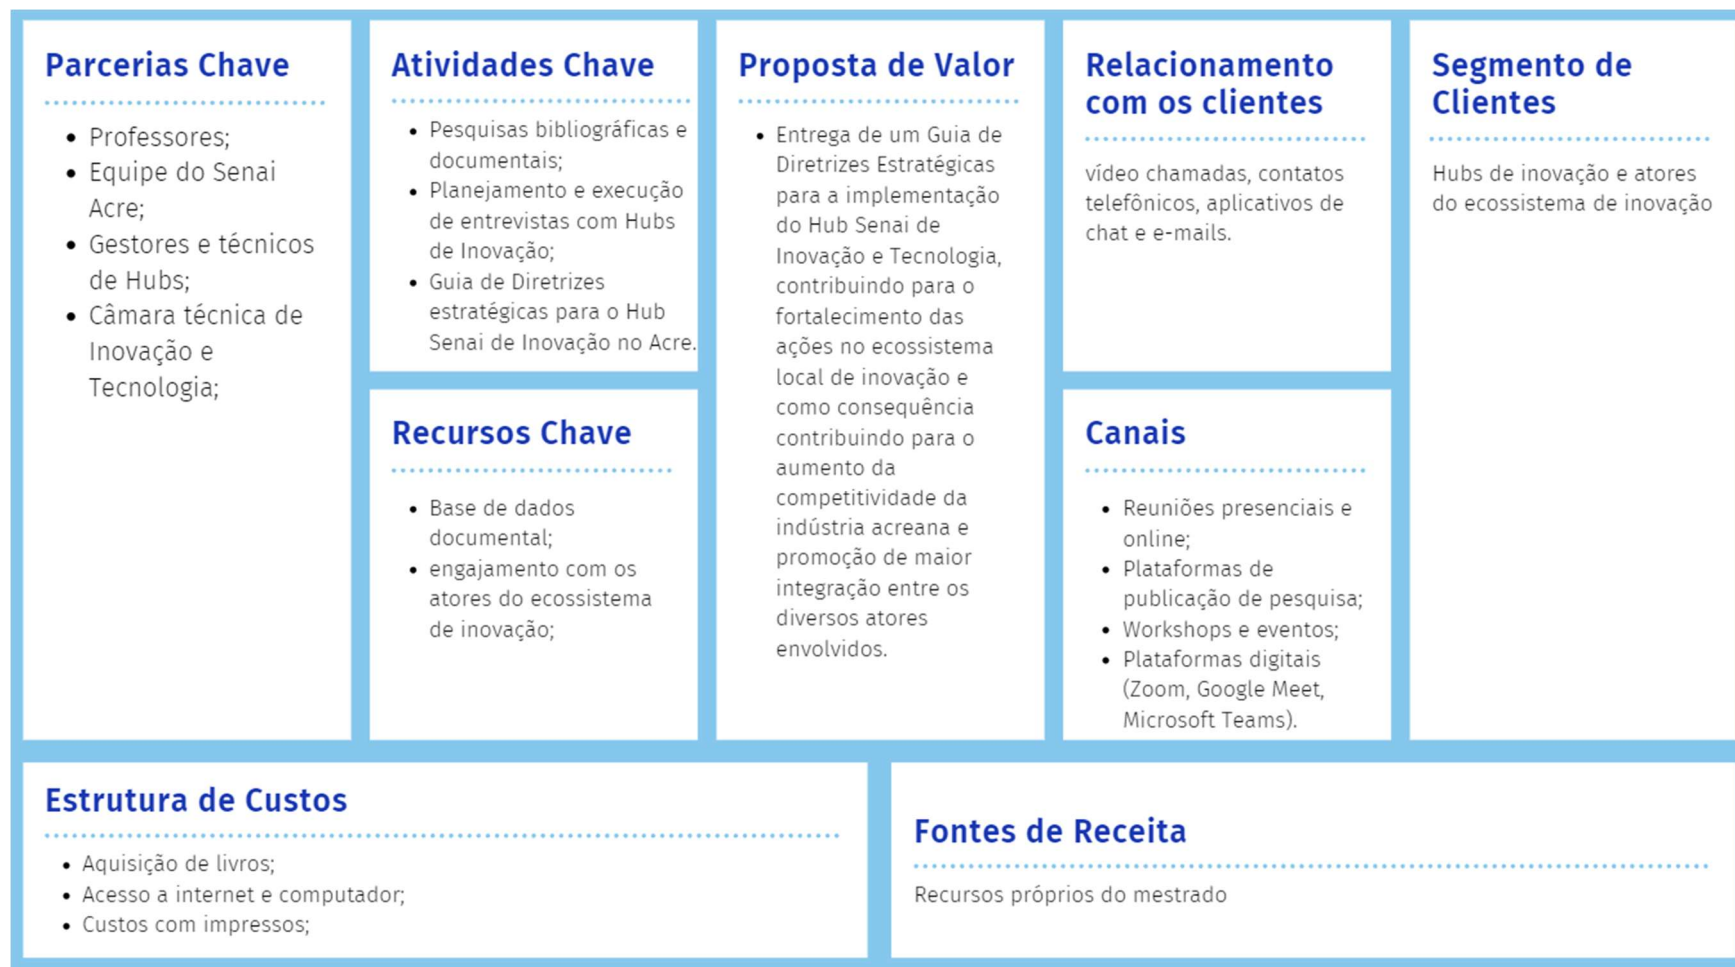 Parcerias Chave
• Professores;
• Equipe do Senai
Acre;
• Gestores e técnicos
de Hubs;
• Câmara técnica de
Inovação e
Tecnologia;
Atividades Chave
• Pesquisas bibliográficas e
documentais;
• Planejamento e execução
de entrevistas com Hubs
de Inovação;
• Guia de Diretrizes
estratégicas para o Hub
Senai de Inovação no Acre.
Recursos Chave
• Base de dados
documental;
• engajamento com os
atores do ecossistema
de inovação;
Proposta de Valor
• Entrega de um Guia de
Diretrizes Estratégicas
para a implementação
do Hub Senai de
Inovação e Tecnologia,
contribuindo para o
fortalecimento das
ações no ecossistema
local de inovação e
como consequência
contribuindo para o
aumento da
competitividade da
indústria acreana e
promoção de maior
integração entre os
diversos atores
envolvidos.
Relacionamento
com os clientes
vídeo chamadas, contatos
telefônicos, aplicativos de
chat e e-mails.
Canais
• Reuniões presenciais e
online;
• Plataformas de
publicação de pesquisa;
• Workshops e eventos;
• Plataformas digitais
(Zoom, Google Meet,
Microsoft Teams).
Segmento de
Clientes
Hubs de inovação e atores
do ecossistema de inovação
Estrutura de Custos
• Aquisição de livros;
• Acesso a internet e computador;
• Custos com impressos;
Fontes de Receita
Recursos próprios do mestrado